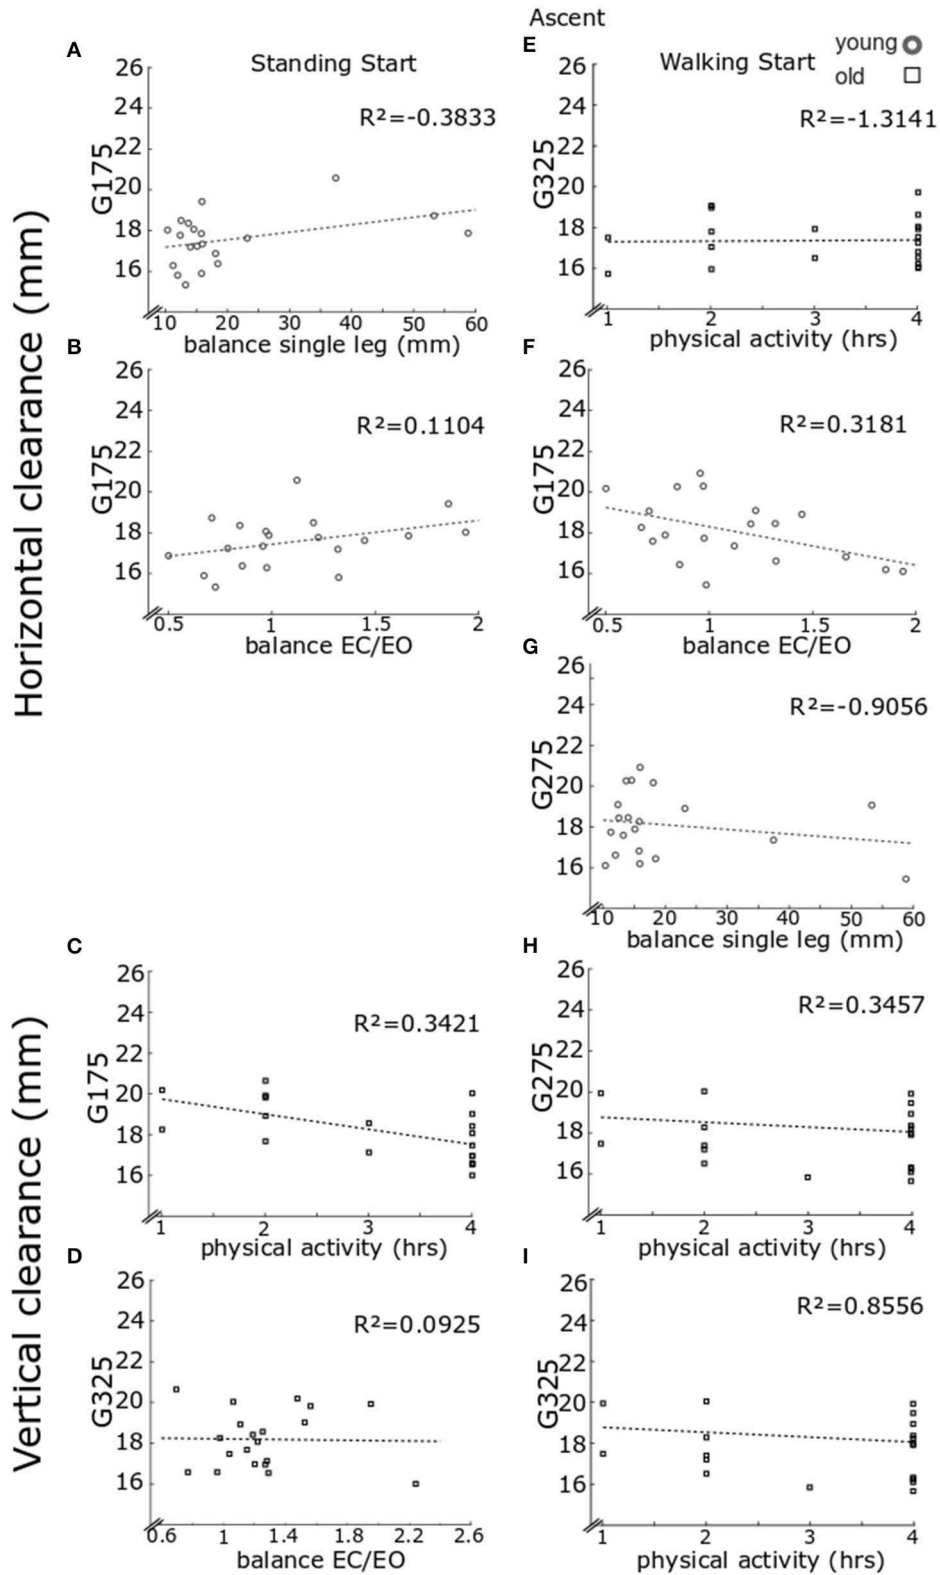 Ascent
A
Standing Start
26
24
22
20
18
16
G175
R²=-0.3833
10 20 30 40 50 60
balance single leg (mm)
E
Walking Start
young
old
26
24
22
20
18
16
G325
R²=-1.3141
1 2 3 4
physical activity (hrs)
Horizontal clearance (mm)
B
26
24
22
20
18
16
G175
R²=0.1104
0.5 1 1.5 2
balance EC/EO
F
26
24
22
20
18
16
G175
R²=0.3181
0.5 1 1.5 2
balance EC/EO
G
26
24
22
20
18
16
G275
R²=-0.9056
10 20 30 40 50 60
balance single leg (mm)
Vertical clearance (mm)
C
26
24
22
20
18
16
G175
R²=0.3421
1 2 3 4
physical activity (hrs)
H
26
24
22
20
18
16
G275
R²=0.3457
1 2 3 4
physical activity (hrs)
D
26
24
22
20
18
16
G325
R²=0.0925
0.6 1 1.4 1.8 2.2 2.6
balance EC/EO
I
26
24
22
20
18
16
G325
R²=0.8556
1 2 3 4
physical activity (hrs)